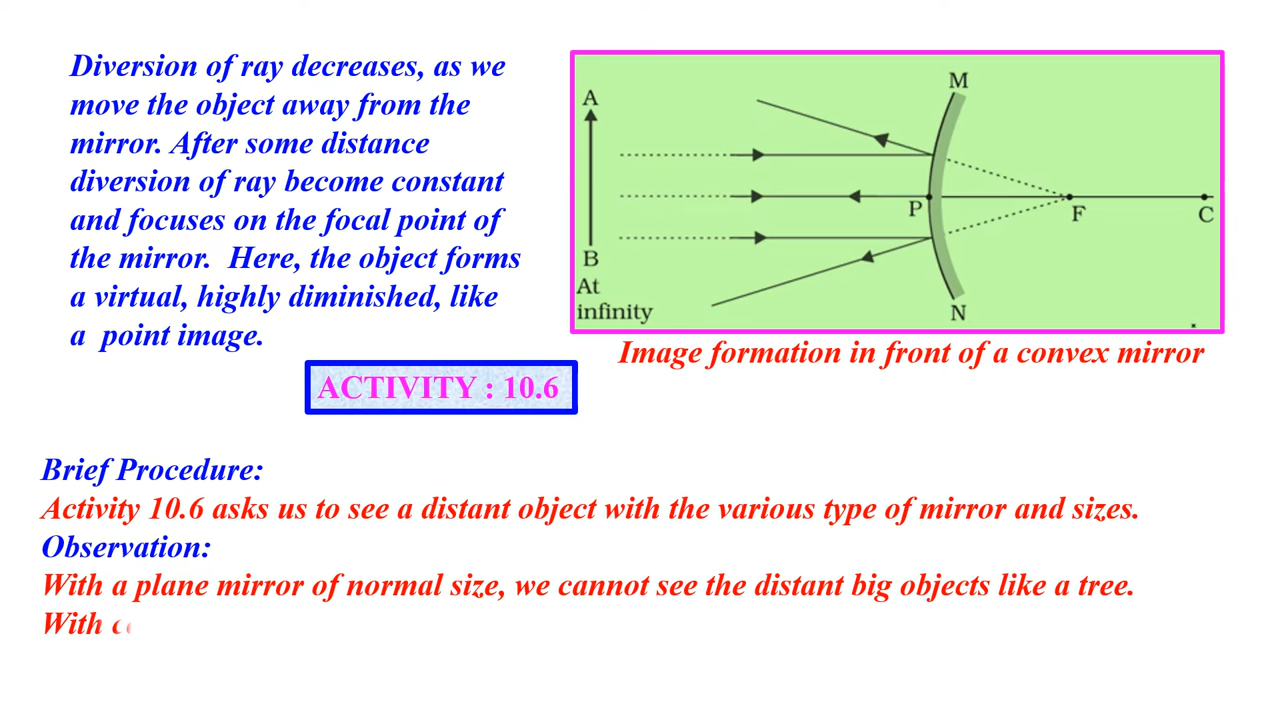 Diversion of ray decreases, as we
move the object away from the
mirror. After some distance
diversion of ray become constant
and focuses on the focal point of
the mirror. Here, the object forms
a virtual, highly diminished, like
a point image.
A
B
At
infinity
M
P
F
C
N
Image formation in front of a convex mirror
ACTIVITY : 10.6
Brief Procedure:
Activity 10.6 asks us to see a distant object with the various type of mirror and sizes.
Observation:
With a plane mirror of normal size, we cannot see the distant big objects like a tree.
With